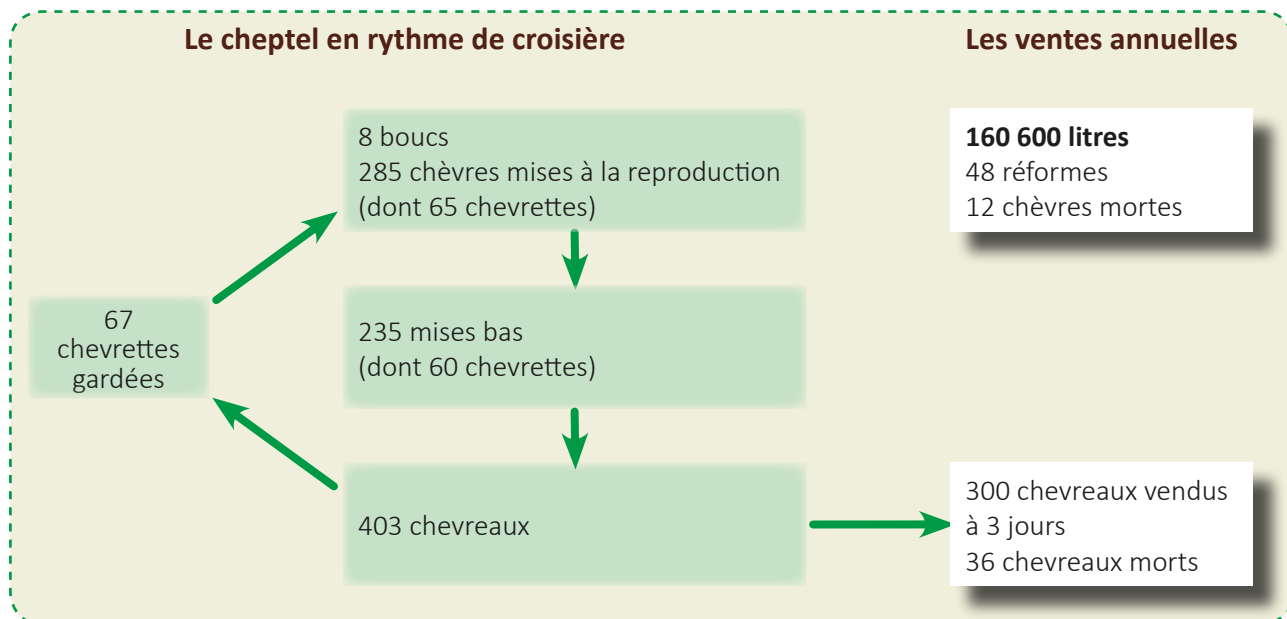 Le cheptel en rythme de croisière
Les ventes annuelles
8 boucs
285 chèvres mises à la reproduction
(dont 65 chevrettes)
160 600 litres
48 réformes
12 chèvres mortes
67
chevrettes
gardées
235 mises bas
(dont 60 chevrettes)
403 chevreaux
300 chevreaux vendus
à 3 jours
36 chevreaux morts